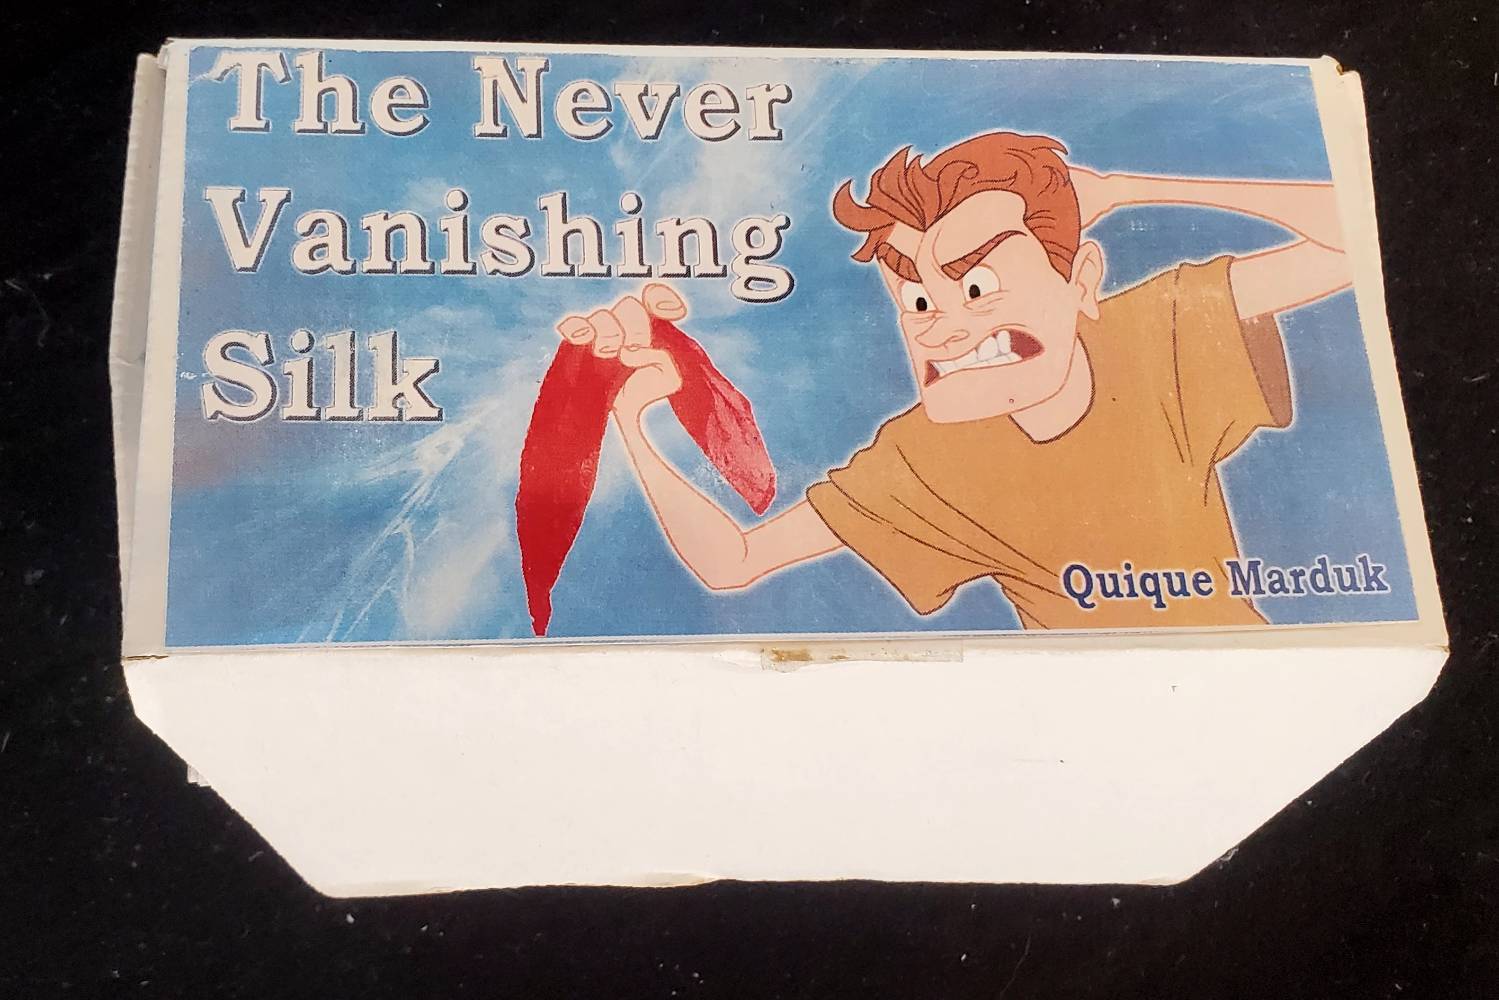 The Never
Vanishing
Silk
Quique Marduk